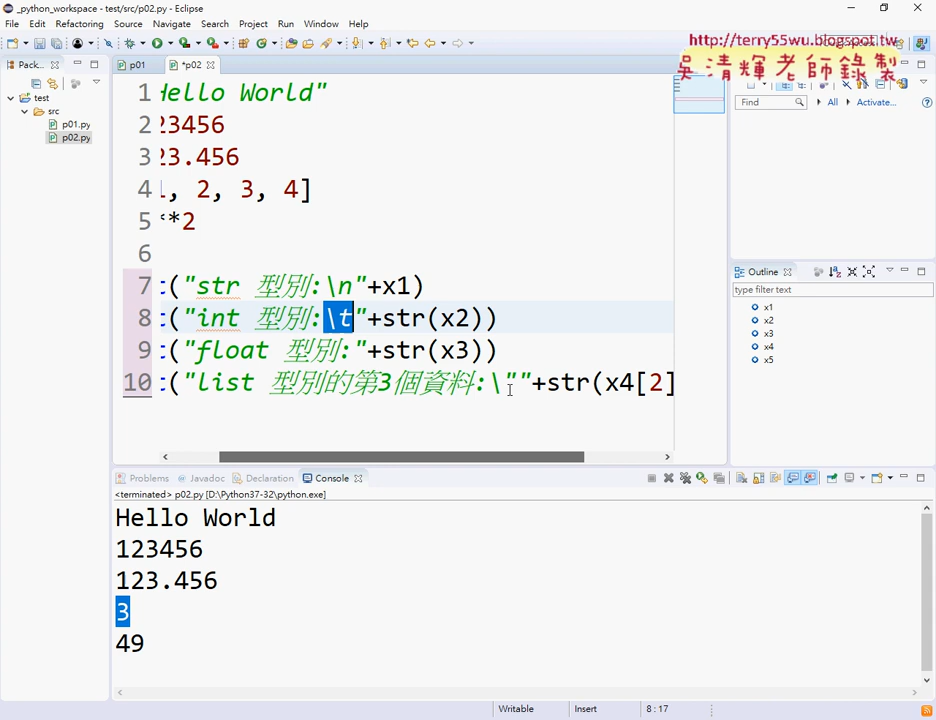 _python_workspace - test/src/p02.py - Eclipse
File Edit Refactoring Source Navigate Search Project Run Window Help
http://terry55wu.blogspot.tw
吳清輝老師錄製
Pack...
p01
*p02
test
src
p01.py
p02.py
1 Hello World"
2 23456
3 23.456
4 , 2, 3, 4]
5 **2
6
7 ("str 型別:\n"+x1)
8 ("int 型別:\t"+str(x2))
9 ("float 型別:"+str(x3))
10 ("list 型別的第3個資料:\""+str(x4[2]
Find All Activate...
Outline
type filter text
x1
x2
x3
x4
x5
Problems Javadoc Declaration Console
<terminated> p02.py [D:\Python37-32\python.exe]
Hello World
123456
123.456
3
49
Writable Insert 8 : 17